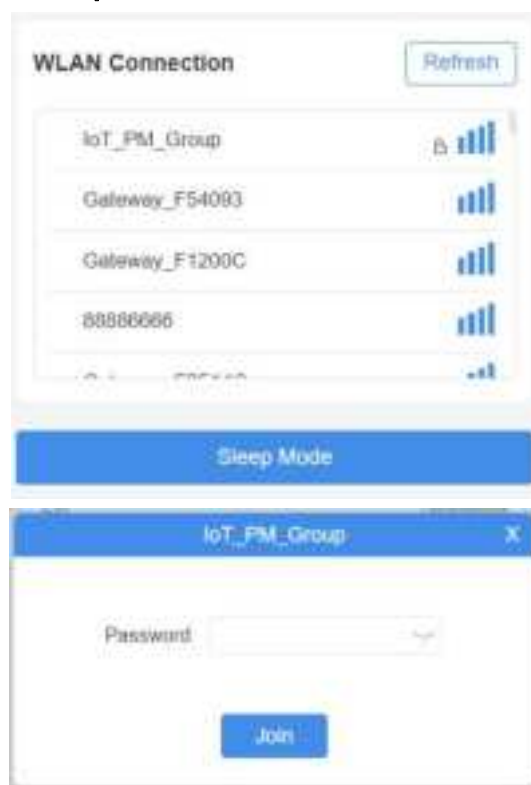 WLAN Connection
Refresh
IoT_PM_Group
Gateway_F54093
Gateway_F1200C
88886666
Sleep Mode
IoT_PM_Group X
Password
Join